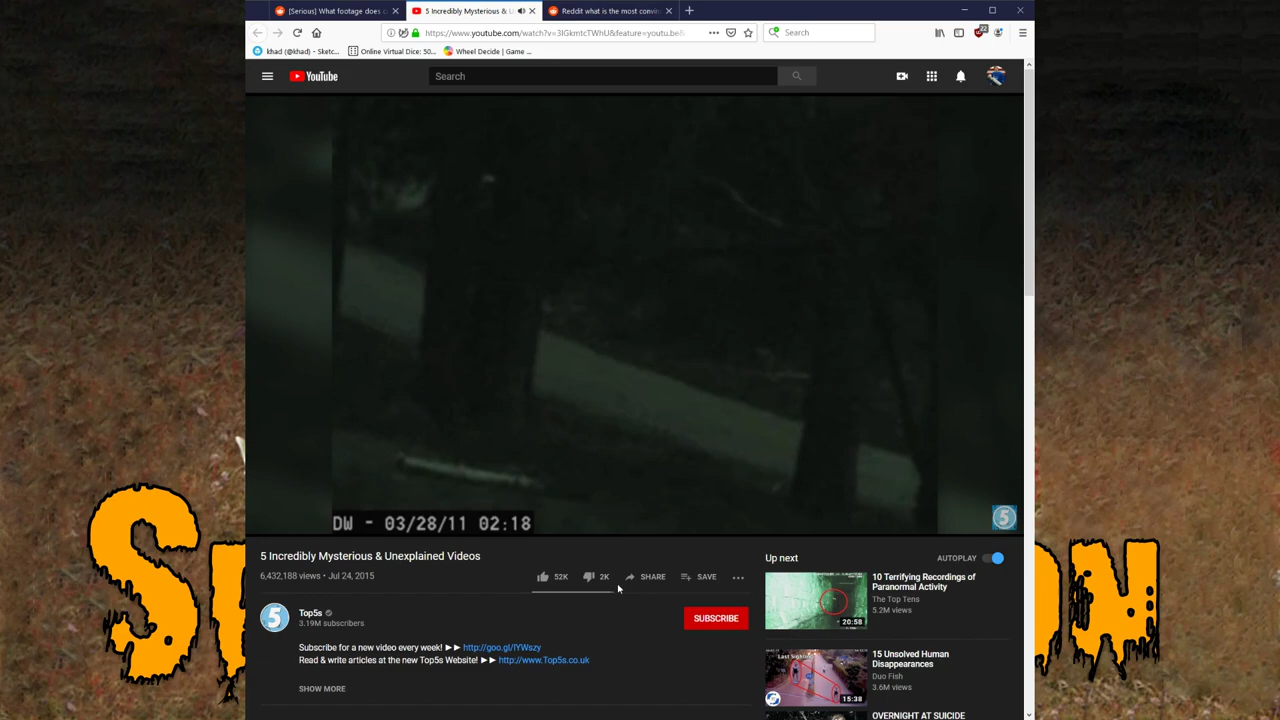 [Serious] What footage does
5 Incredibly Mysterious & U
Reddit what is the most convin
https://www.youtube.com/watch?v=3lGkmtcTWhU&feature=youtu.be&
Search
22
khad (@khad) - Sketc...
Online Virtual Dice: 50...
Wheel Decide | Game ...
YouTube
Search
DW - 03/28/11 02:18
5
5 Incredibly Mysterious & Unexplained Videos
6,432,188 views • Jul 24, 2015
52K
2K
SHARE
SAVE
5
Top5s
3.19M subscribers
SUBSCRIBE
Subscribe for a new video every week! ►► http://goo.gl/IYWszy
Read & write articles at the new Top5s Website! ►► http://www.Top5s.co.uk
SHOW MORE
Up next
AUTOPLAY
10 Terrifying Recordings of
Paranormal Activity
The Top Tens
5.2M views
20:58
15 Unsolved Human
Disappearances
Duo Fish
3.6M views
Last Sighting
15:38
OVERNIGHT AT SUICIDE